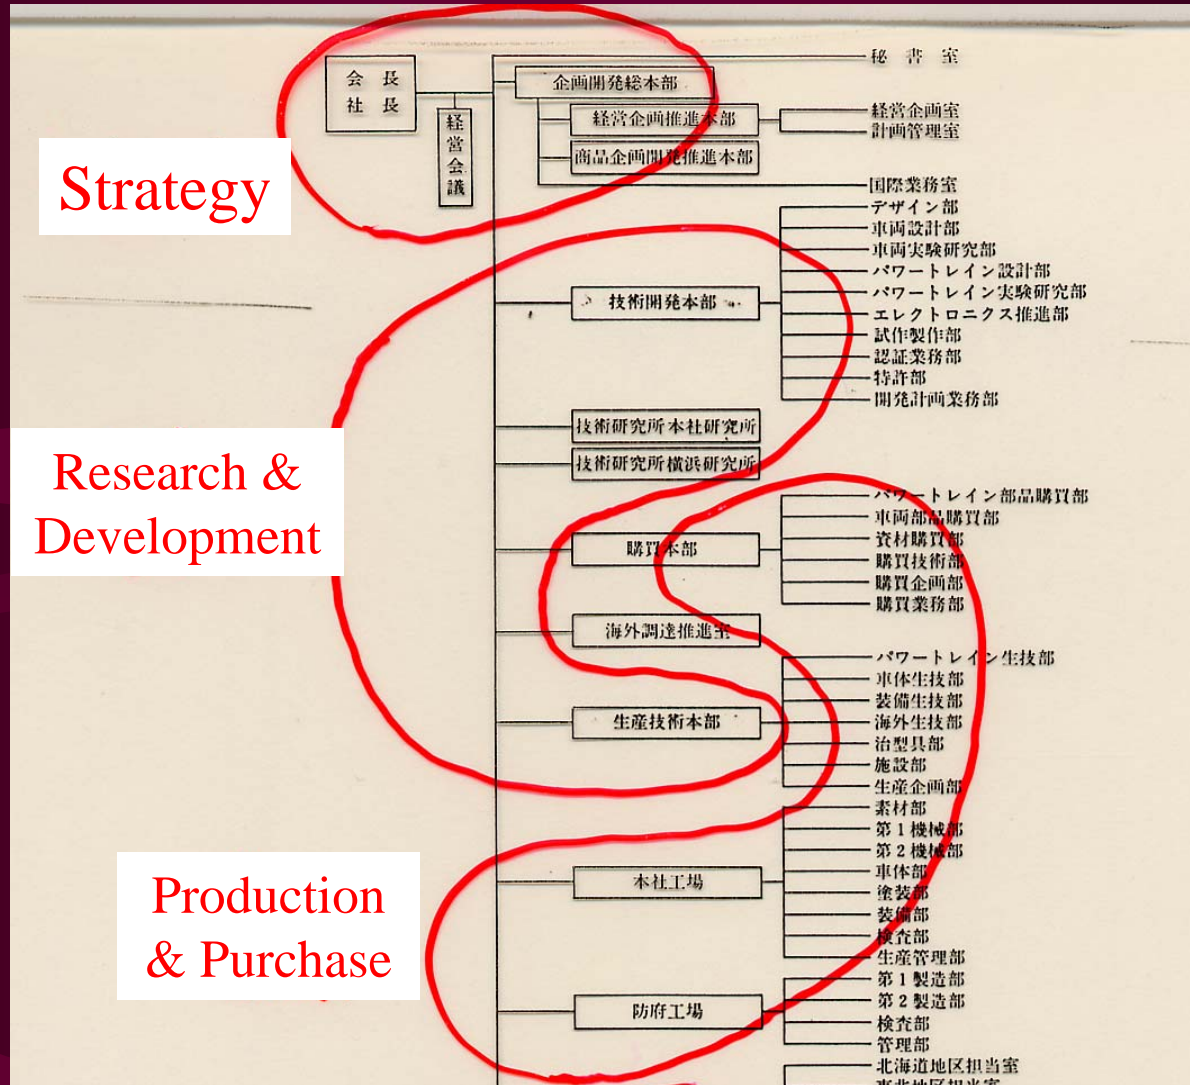 会長
社長
経営会議
秘書室
企画開発総本部
経営企画推進本部
経営企画室
計画管理室
商品企画開発推進本部
国際業務室
Strategy
技術開発本部
デザイン部
車両設計部
車両実験研究部
パワートレイン設計部
パワートレイン実験研究部
エレクトロニクス推進部
試作製作部
認証業務部
特許部
開発計画業務部
技術研究所本社研究所
技術研究所横浜研究所
Research &
Development
購買本部
パワートレイン部品購買部
車両部品購買部
資材購買部
購買技術部
購買企画部
購買業務部
海外調達推進室
生産技術本部
パワートレイン生技部
車体生技部
装備生技部
海外生技部
治型具部
施設部
生産企画部
Production
& Purchase
本社工場
素材部
第1機械部
第2機械部
車体部
塗装部
装備部
検査部
生産管理部
防府工場
第1製造部
第2製造部
検査部
管理部
北海道地区担当室